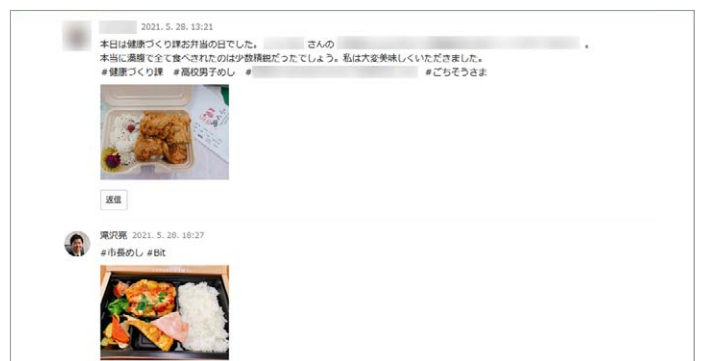 2021. 5. 28. 13:21
本日は健康づくり課お弁当の日でした。 さんの 。
本当に満腹で全て食べきれたのは少数精鋭だったでしょう。私は大変美味しくいただきました。
#健康づくり課 #高校男子めし # #ごちそうさま
返信
滝沢亮 2021. 5. 28. 18:27
#市長めし #Bit